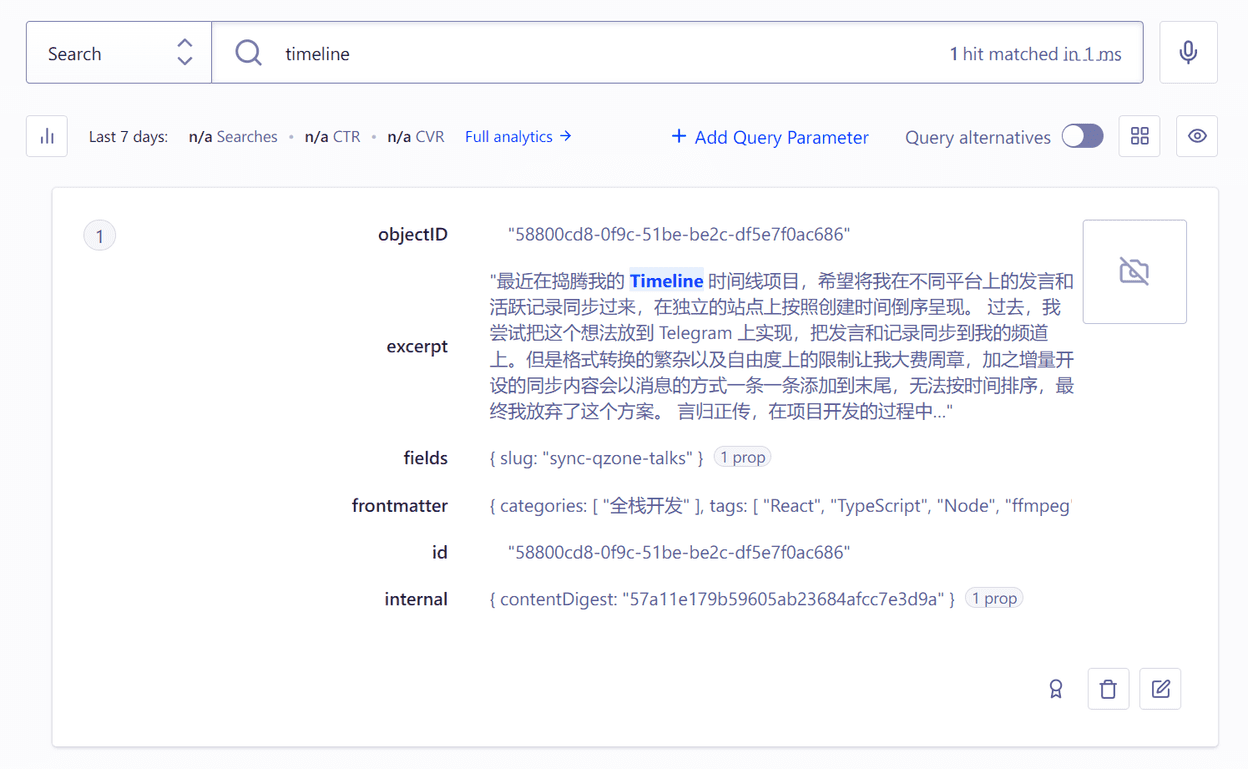 Search
timeline
1 hit matched in 1 ms
Last 7 days: n/a Searches • n/a CTR • n/a CVR Full analytics →
+ Add Query Parameter
Query alternatives
1
objectID "58800cd8-0f9c-51be-be2c-df5e7f0ac686"
excerpt
"最近在捣腾我的 Timeline 时间线项目，希望将我在不同平台上的发言和
活跃记录同步过来，在独立的站点上按照创建时间倒序呈现。 过去，我
尝试把这个想法放到 Telegram 上实现，把发言和记录同步到我的频道
上。但是格式转换的繁杂以及自由度上的限制让我大费周章，加之增量开
设的同步内容会以消息的方式一条一条添加到末尾，无法按时间排序，最
终我放弃了这个方案。 言归正传，在项目开发的过程中…"
fields { slug: "sync-qzone-talks" } 1 prop
frontmatter { categories: [ "全栈开发" ], tags: [ "React", "TypeScript", "Node", "ffmpeg"
id "58800cd8-0f9c-51be-be2c-df5e7f0ac686"
internal { contentDigest: "57a11e179b59605ab23684afcc7e3d9a" } 1 prop